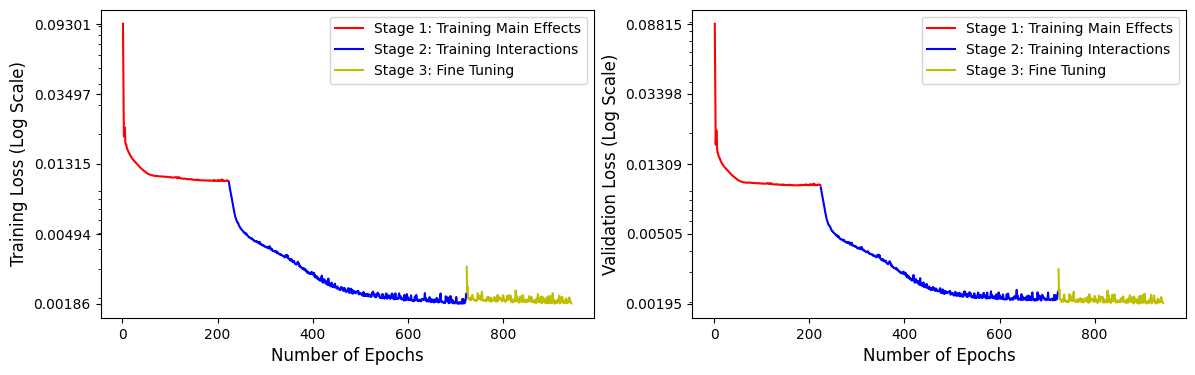 Training Loss (Log Scale)
0.09301
0.03497
0.01315
0.00494
0.00186
0
200
400
600
800
Number of Epochs
Stage 1: Training Main Effects
Stage 2: Training Interactions
Stage 3: Fine Tuning
Validation Loss (Log Scale)
0.08815
0.03398
0.01309
0.00505
0.00195
0
200
400
600
800
Number of Epochs
Stage 1: Training Main Effects
Stage 2: Training Interactions
Stage 3: Fine Tuning